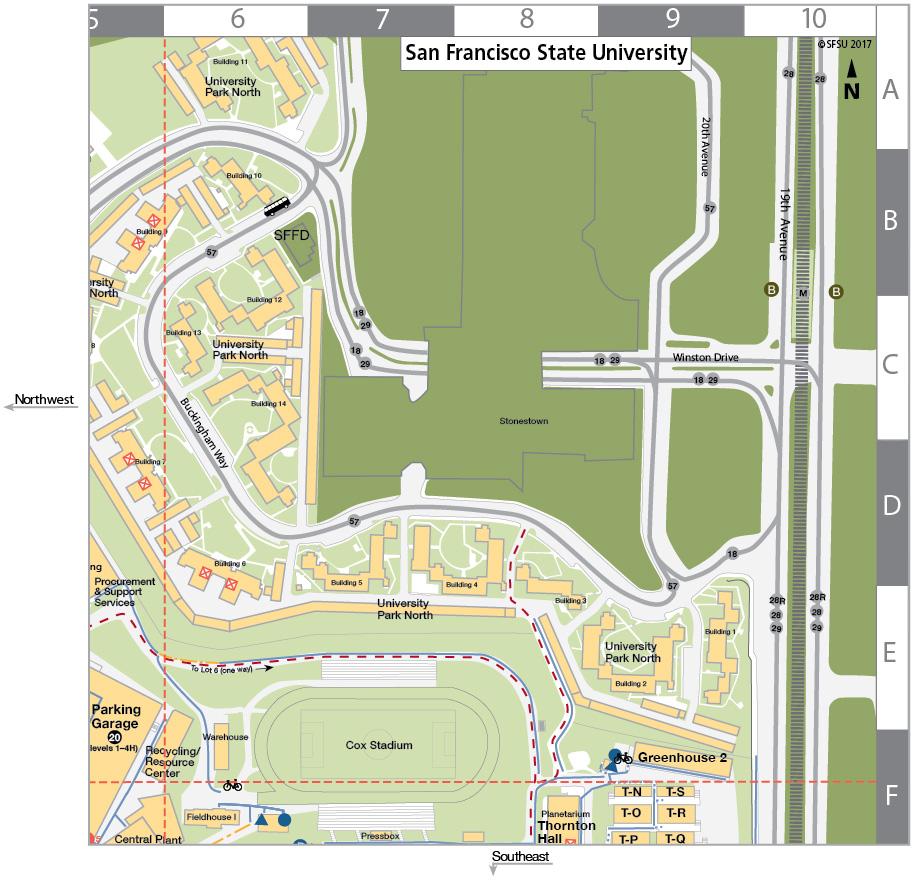 5
6
7
8
9
10
San Francisco State University
©SFSU 2017
N
A
B
C
D
E
F
28
28
Building 11
University
Park North
20th Avenue
19th Avenue
Building 10
57
Building 9
SFFD
57
rsity
North
Building 12
B
M
B
18
29
Building 13
University
Park North
8
18
29
18
29
Winston Drive
18
29
Northwest
Building 14
Buckingham Way
Stonestown
Building 7
57
18
57
Building 6
Building 5
Building 4
Building 3
ng
Procurement
& Support
Services
University
Park North
28R
28
29
28R
28
29
Building 1
University
Park North
Building 2
To Lot 6 (one way)
Parking
Garage
20
levels 1–4H)
Warehouse
Recycling/
Resource
Center
Cox Stadium
Greenhouse 2
T-N
T-S
T-O
T-R
T-P
T-Q
Planetarium
Thornton
Hall
Fieldhouse I
Central Plant
Pressbox
Southeast